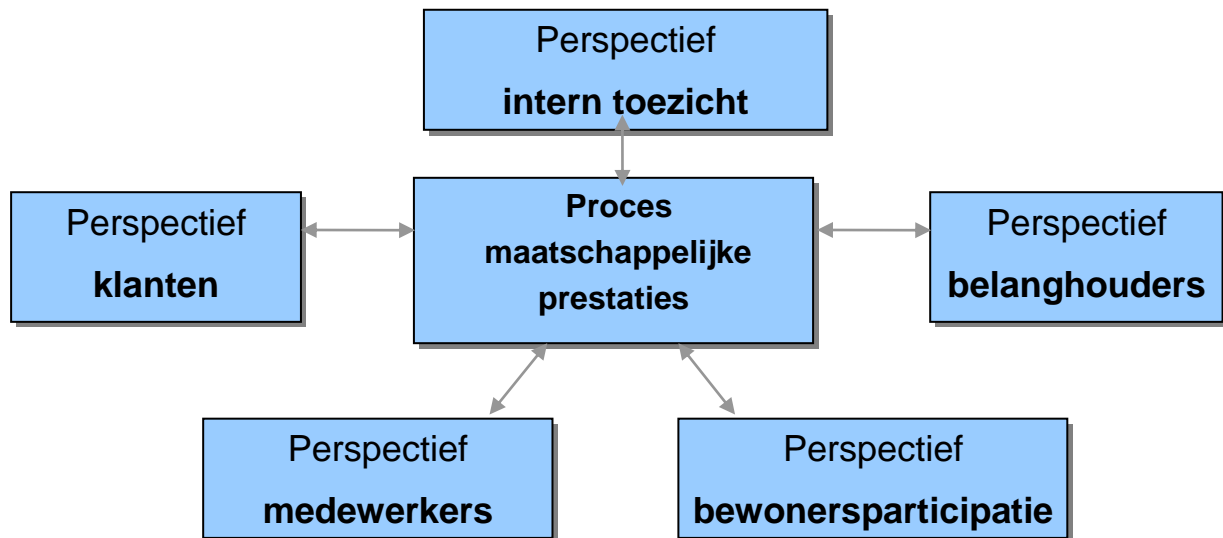 Perspectief
intern toezicht
Perspectief
klanten
Proces
maatschappelijke
prestaties
Perspectief
belanghouders
Perspectief
medewerkers
Perspectief
bewonersparticipatie